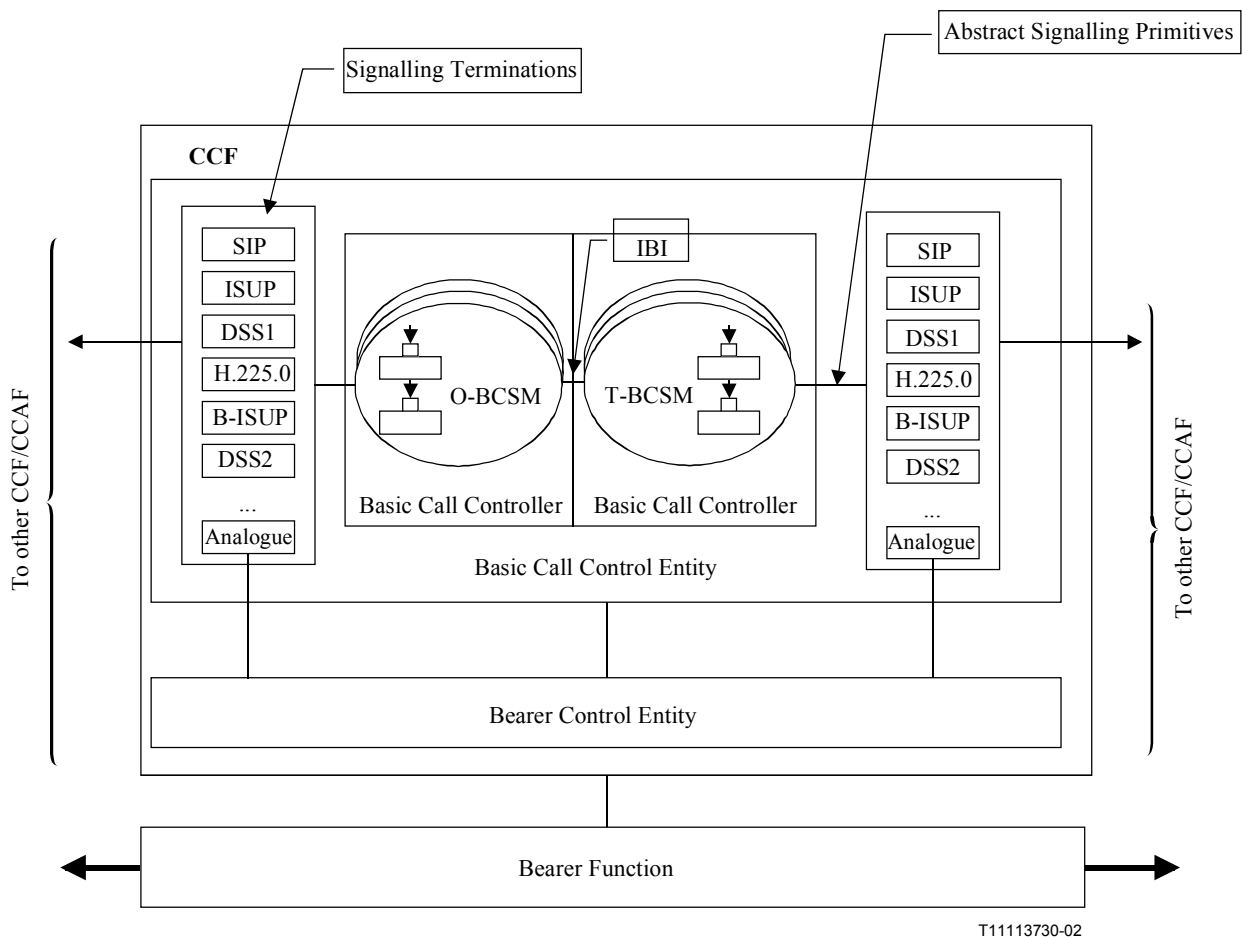 Abstract Signalling Primitives
Signalling Terminations
CCF
SIP
ISUP
DSS1
H.225.0
B-ISUP
DSS2
...
Analogue
IBI
O-BCSM
T-BCSM
Basic Call Controller
Basic Call Controller
SIP
ISUP
DSS1
H.225.0
B-ISUP
DSS2
...
Analogue
Basic Call Control Entity
To other CCF/CCAF
To other CCF/CCAF
Bearer Control Entity
Bearer Function
T11113730-02